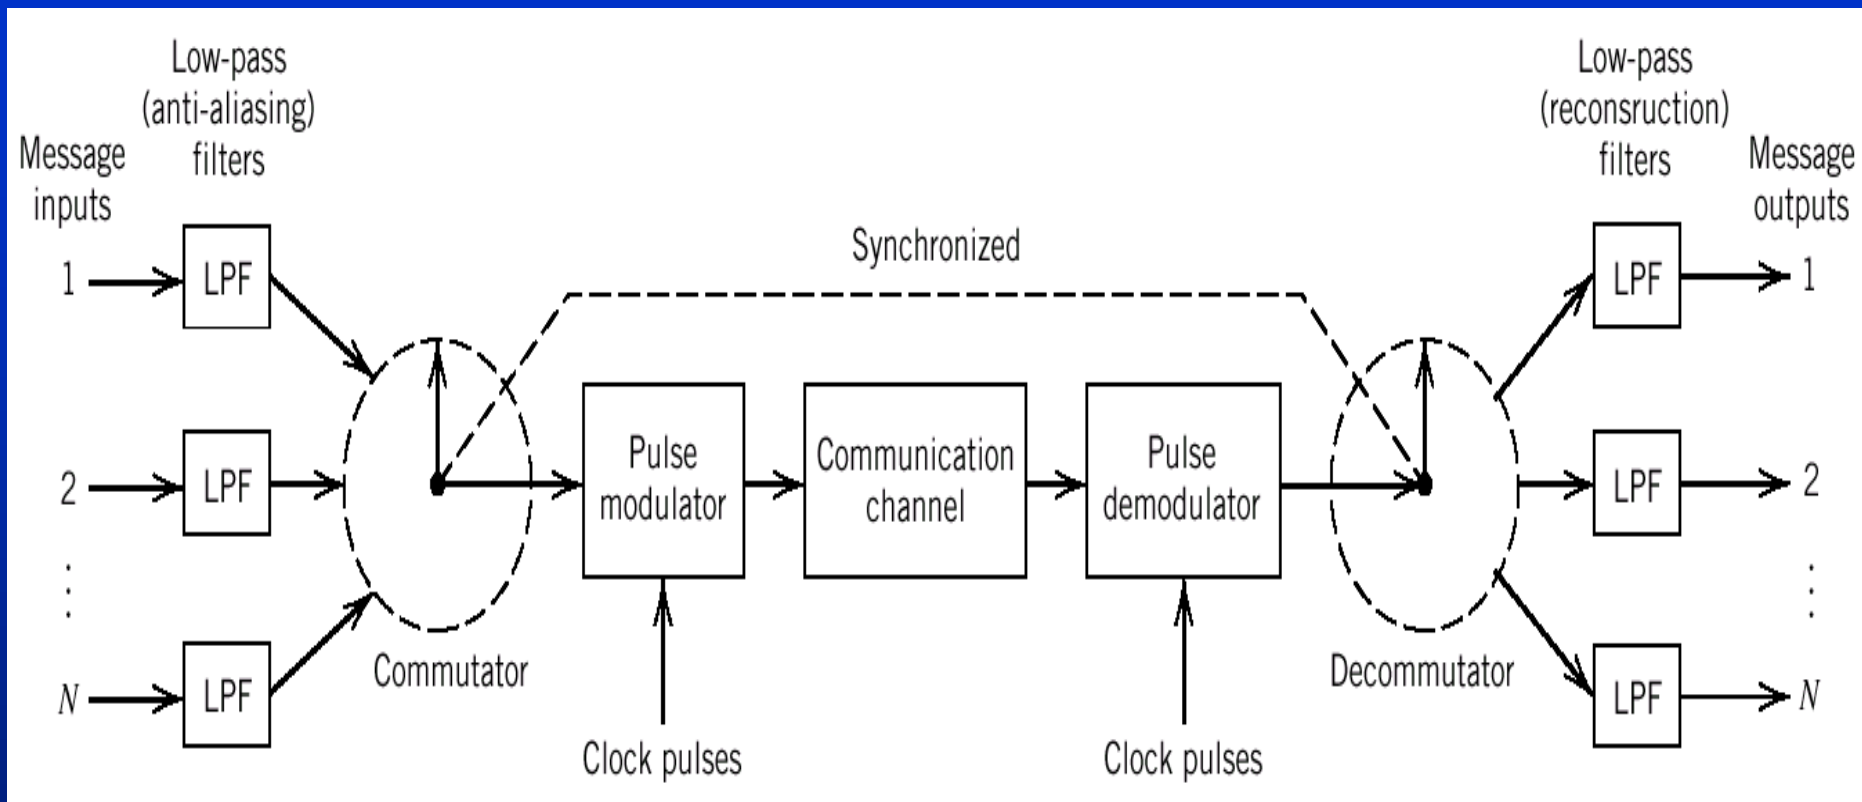 Low-pass
(anti-aliasing)
filters
Message
inputs
1
LPF
2
LPF
N
LPF
Commutator
Synchronized
Pulse
modulator
Clock pulses
Communication
channel
Pulse
demodulator
Clock pulses
Decommutator
Low-pass
(reconsruction)
filters
Message
outputs
LPF
1
LPF
2
LPF
N